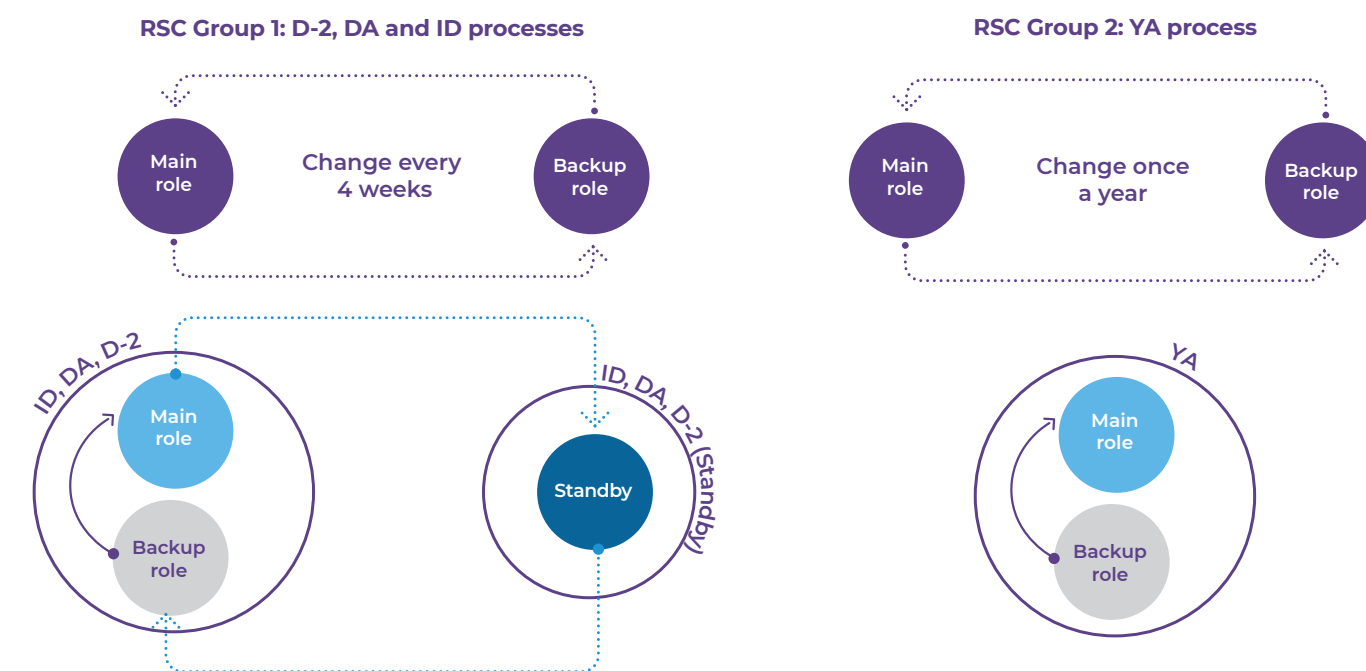 RSC Group 1: D-2, DA and ID processes
Main
role
Change every
4 weeks
Backup
role
ID, DA, D-2
Main
role
Backup
role
ID, DA, D-2 (Standby)
Standby
RSC Group 2: YA process
Main
role
Change once
a year
Backup
role
YA
Main
role
Backup
role